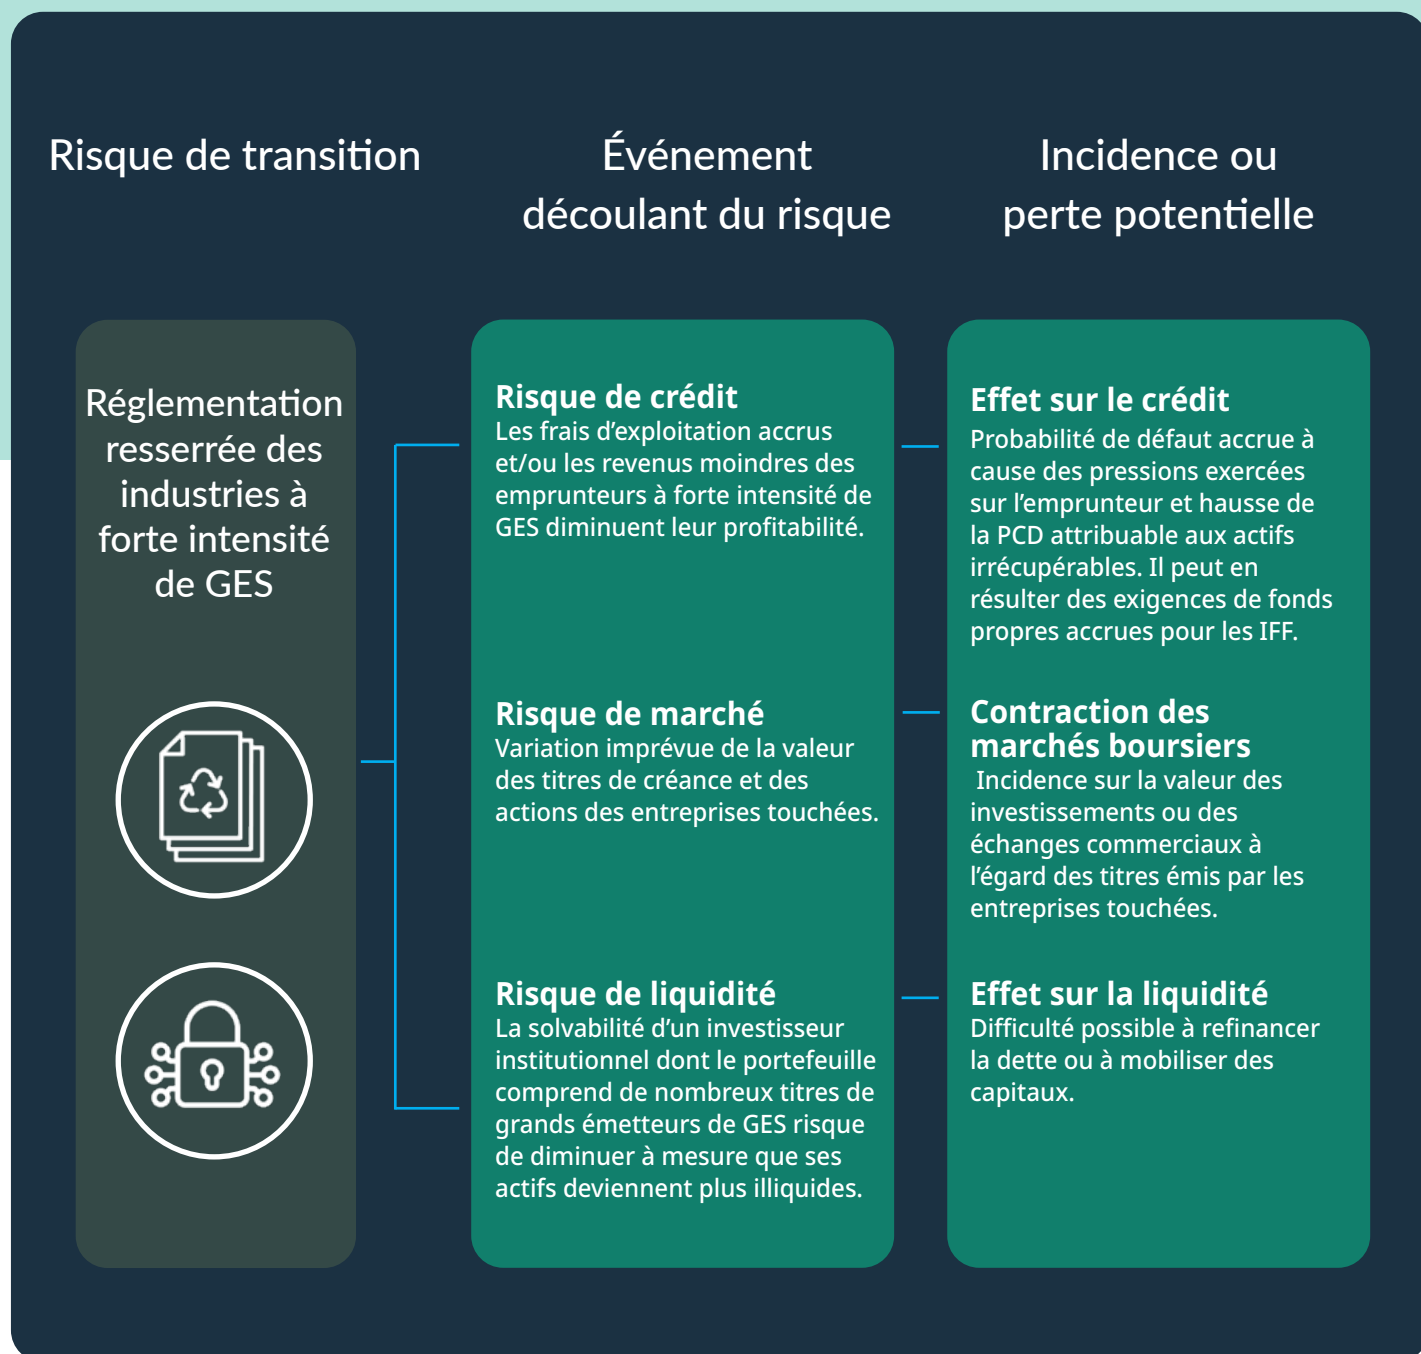 Risque de transition
Événement
découlant du risque
Incidence ou
perte potentielle
Réglementation
resserrée des
industries à
forte intensité
de GES
Risque de crédit
Les frais d’exploitation accrus
et/ou les revenus moindres des
emprunteurs à forte intensité de
GES diminuent leur profitabilité.
Risque de marché
Variation imprévue de la valeur
des titres de créance et des
actions des entreprises touchées.
Risque de liquidité
La solvabilité d’un investisseur
institutionnel dont le portefeuille
comprend de nombreux titres de
grands émetteurs de GES risque
de diminuer à mesure que ses
actifs deviennent plus illiquides.
Effet sur le crédit
Probabilité de défaut accrue à
cause des pressions exercées
sur l’emprunteur et hausse de
la PCD attribuable aux actifs
irrécupérables. Il peut en
résulter des exigences de fonds
propres accrues pour les IFF.
Contraction des
marchés boursiers
Incidence sur la valeur des
investissements ou des
échanges commerciaux à
l’égard des titres émis par les
entreprises touchées.
Effet sur la liquidité
Difficulté possible à refinancer
la dette ou à mobiliser des
capitaux.